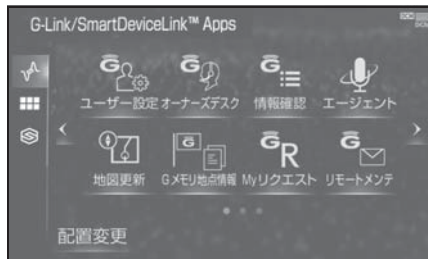 G-Link/SmartDeviceLink™ Apps
DCM
ユーザー設定 オーナーズデスク 情報確認 エージェント
地図更新 Gメモリ地点情報 Myリクエスト リモートメンテ
配置変更